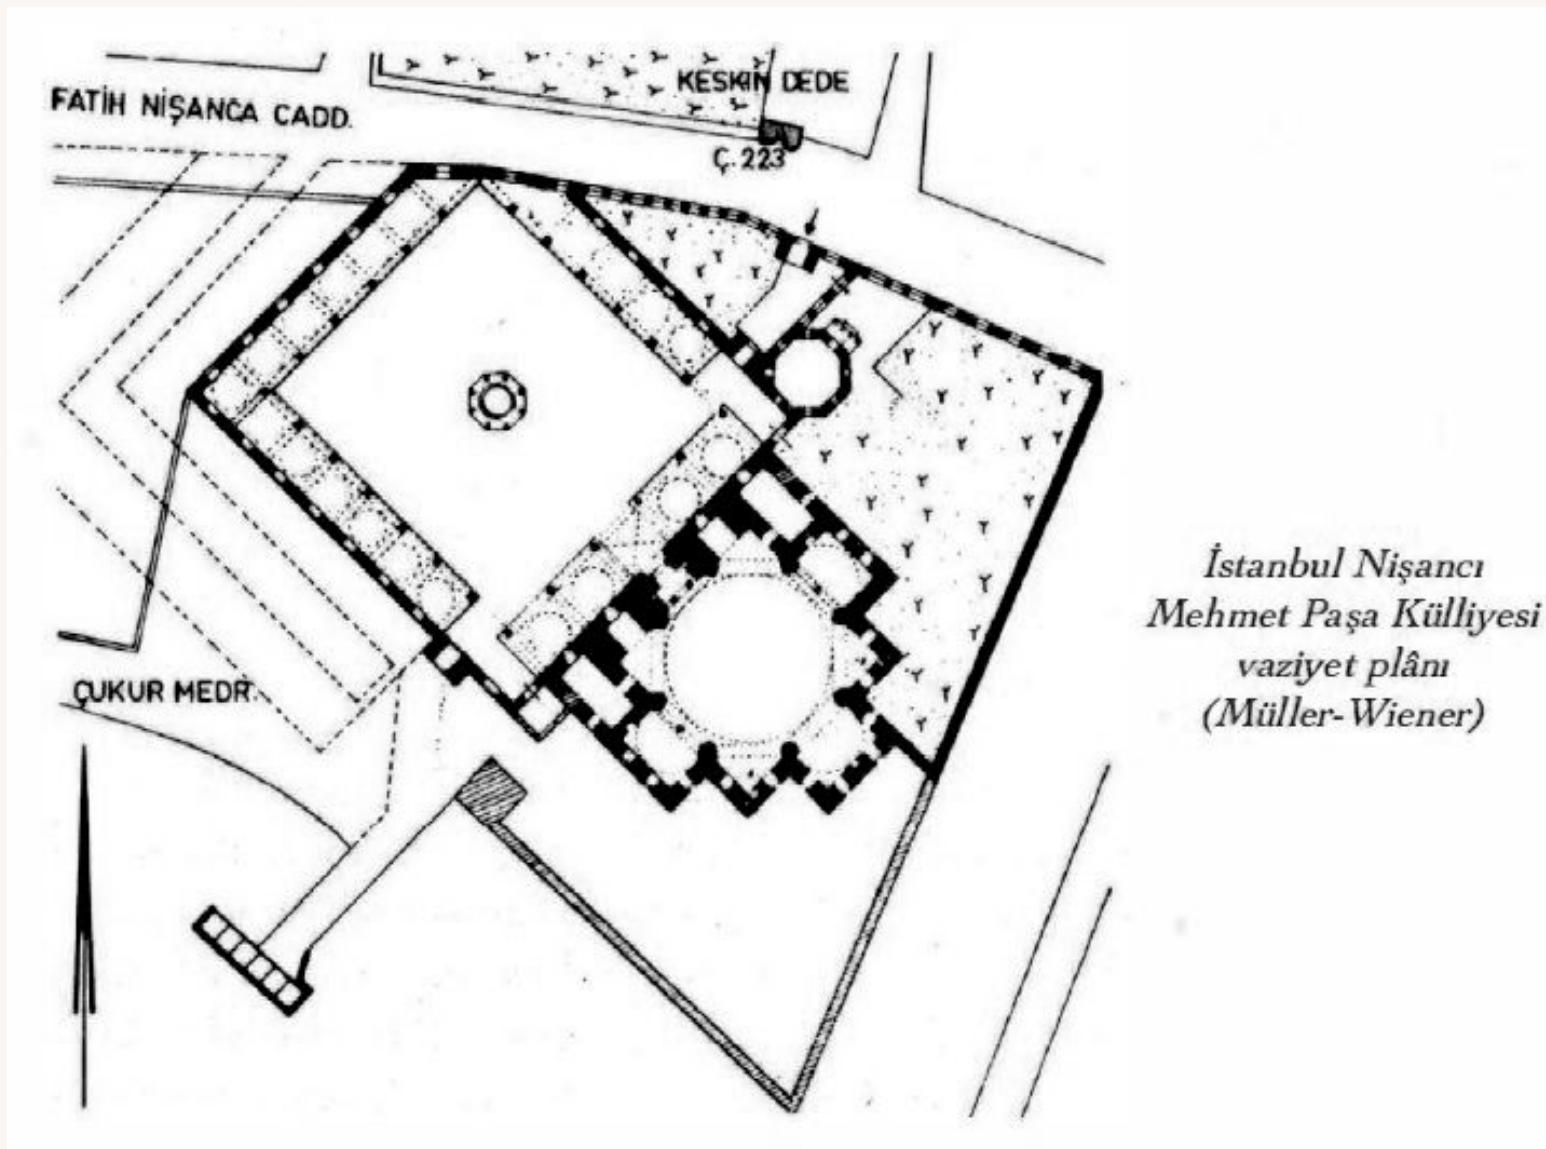 KESKİN DEDE
FATİH NİŞANCA CADD.
Ç. 223
ÇUKUR MEDR.
İstanbul Nişancı
Mehmet Paşa Külliyesi
vaziyet plânı
(Müller-Wiener)